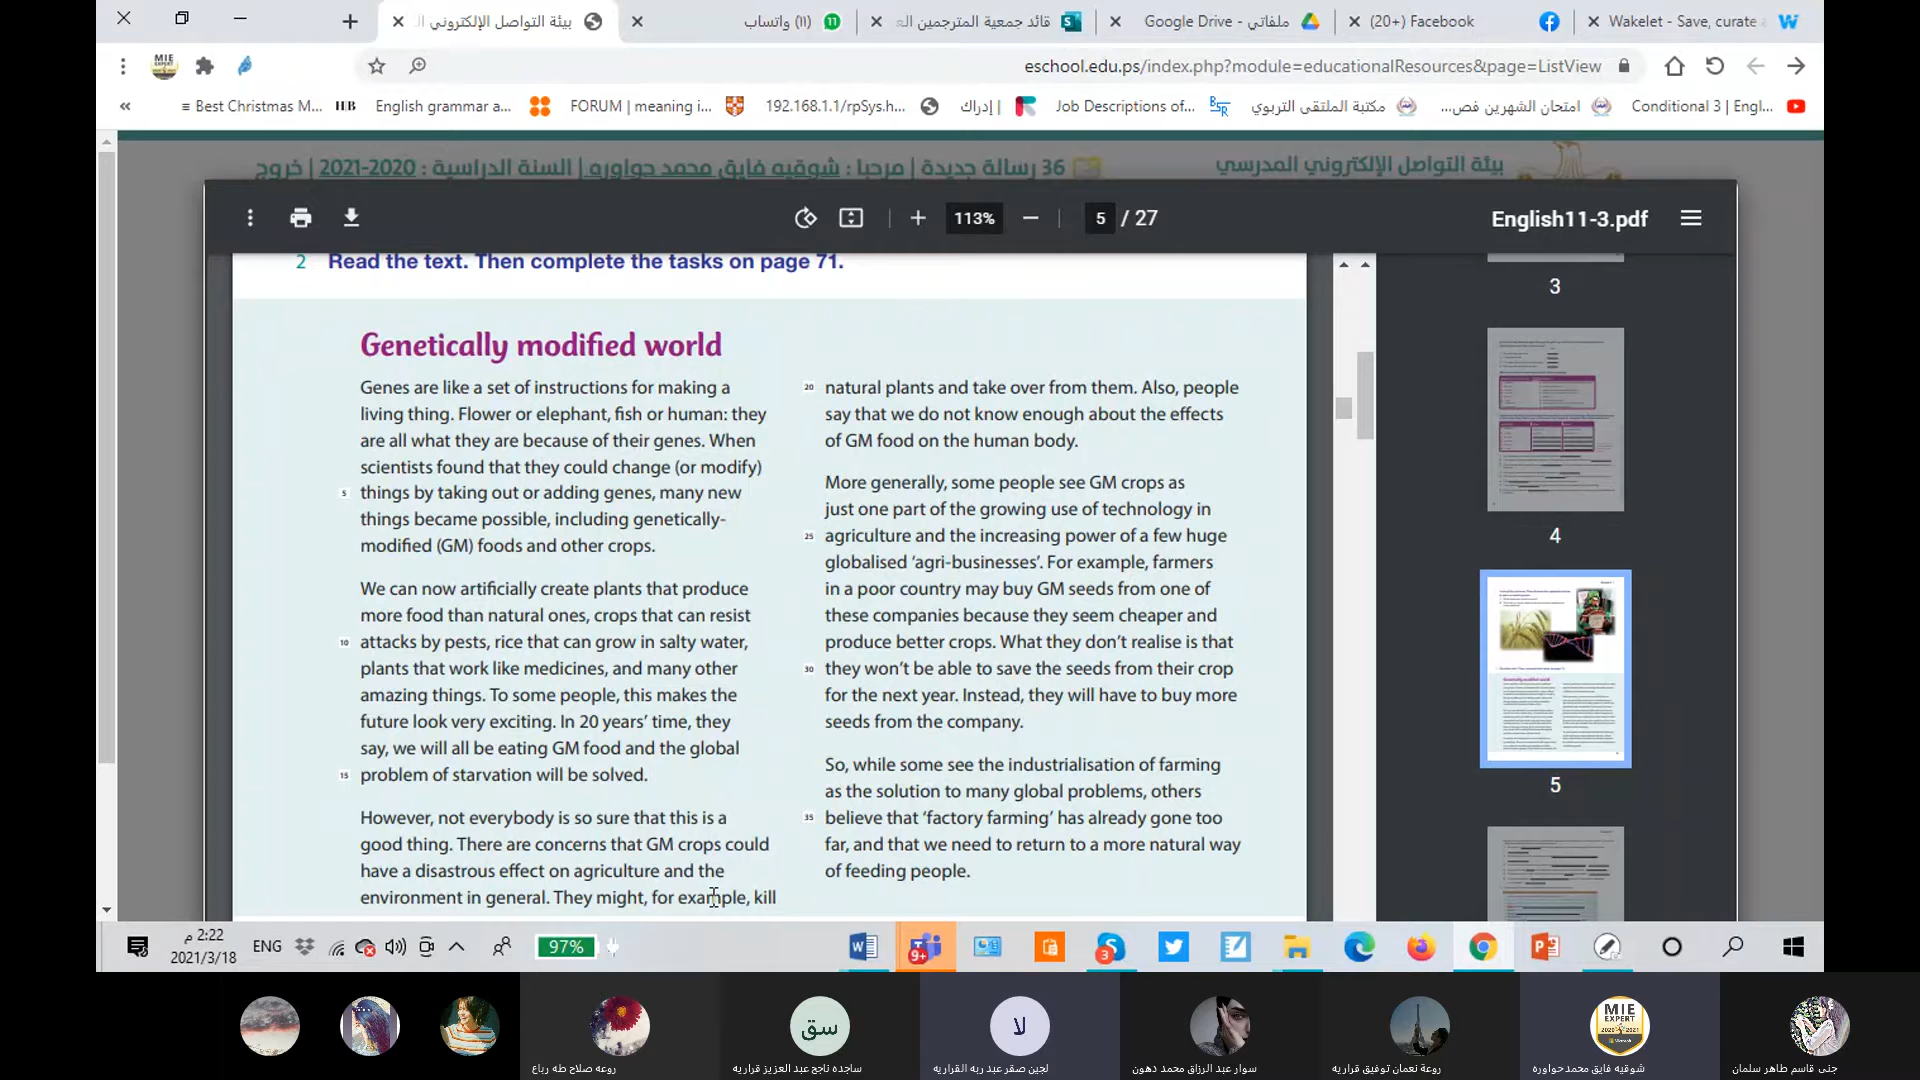 بيئة التواصل الإلكتروني ال
(١١) واتساب
قائد جمعية المترجمين الع
ملفاتي - Google Drive
(20+) Facebook
Wakelet - Save, curate a
eschool.edu.ps/index.php?module=educationalResources&page=ListView
Best Christmas M...
English grammar a...
FORUM | meaning i...
192.168.1.1/rpSys.h...
إدراك |
Job Descriptions of...
مكتبة الملتقى التربوي
امتحان الشهرين فص...
Conditional 3 | Engl...
بيئة التواصل الإلكتروني المدرسي
36 رسالة جديدة | مرحبا : شوقيه فايق محمد حواوره | السنة الدراسية : 2020-2021 | خروج
113%
5 / 27
English11-3.pdf
2 Read the text. Then complete the tasks on page 71.
Genetically modified world
Genes are like a set of instructions for making a
living thing. Flower or elephant, fish or human: they
are all what they are because of their genes. When
scientists found that they could change (or modify)
5 things by taking out or adding genes, many new
things became possible, including genetically-
modified (GM) foods and other crops.
We can now artificially create plants that produce
more food than natural ones, crops that can resist
10 attacks by pests, rice that can grow in salty water,
plants that work like medicines, and many other
amazing things. To some people, this makes the
future look very exciting. In 20 years' time, they
say, we will all be eating GM food and the global
15 problem of starvation will be solved.
However, not everybody is so sure that this is a
good thing. There are concerns that GM crops could
have a disastrous effect on agriculture and the
environment in general. They might, for example, kill
20 natural plants and take over from them. Also, people
say that we do not know enough about the effects
of GM food on the human body.
More generally, some people see GM crops as
just one part of the growing use of technology in
25 agriculture and the increasing power of a few huge
globalised 'agri-businesses'. For example, farmers
in a poor country may buy GM seeds from one of
these companies because they seem cheaper and
produce better crops. What they don't realise is that
30 they won't be able to save the seeds from their crop
for the next year. Instead, they will have to buy more
seeds from the company.
So, while some see the industrialisation of farming
as the solution to many global problems, others
35 believe that 'factory farming' has already gone too
far, and that we need to return to a more natural way
of feeding people.
3
4
5
2:22 م
2021/3/18
ENG
97%
9+
3
سق
لا
MIE
EXPERT
2020 2021
روعه صلاح طه رباع
ساجده ناجح عبد العزيز قراريه
لجين صقر عبد ربه القراريه
سوار عبد الرزاق محمد دهون
روعة نعمان توفيق قراريه
شوقيه فايق محمدحواوره
جنى قاسم طاهر سلمان